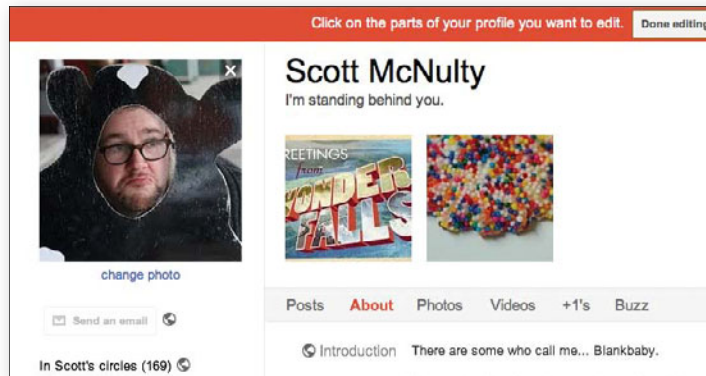 Click on the parts of your profile you want to edit. Done editing
Scott McNulty
I'm standing behind you.
REETINGS
from
WONDER
FALLS
change photo
Send an email
Posts About Photos Videos +1's Buzz
Introduction There are some who call me... Blankbaby.
In Scott's circles (169)